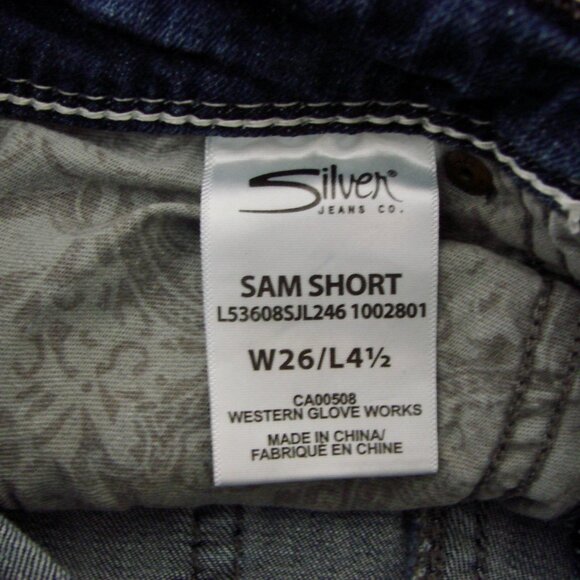 Silver®
JEANS CO.
SAM SHORT
L53608SJL246 1002801
W26/L4½
CA00508
WESTERN GLOVE WORKS
MADE IN CHINA/
FABRIQUÉ EN CHINE